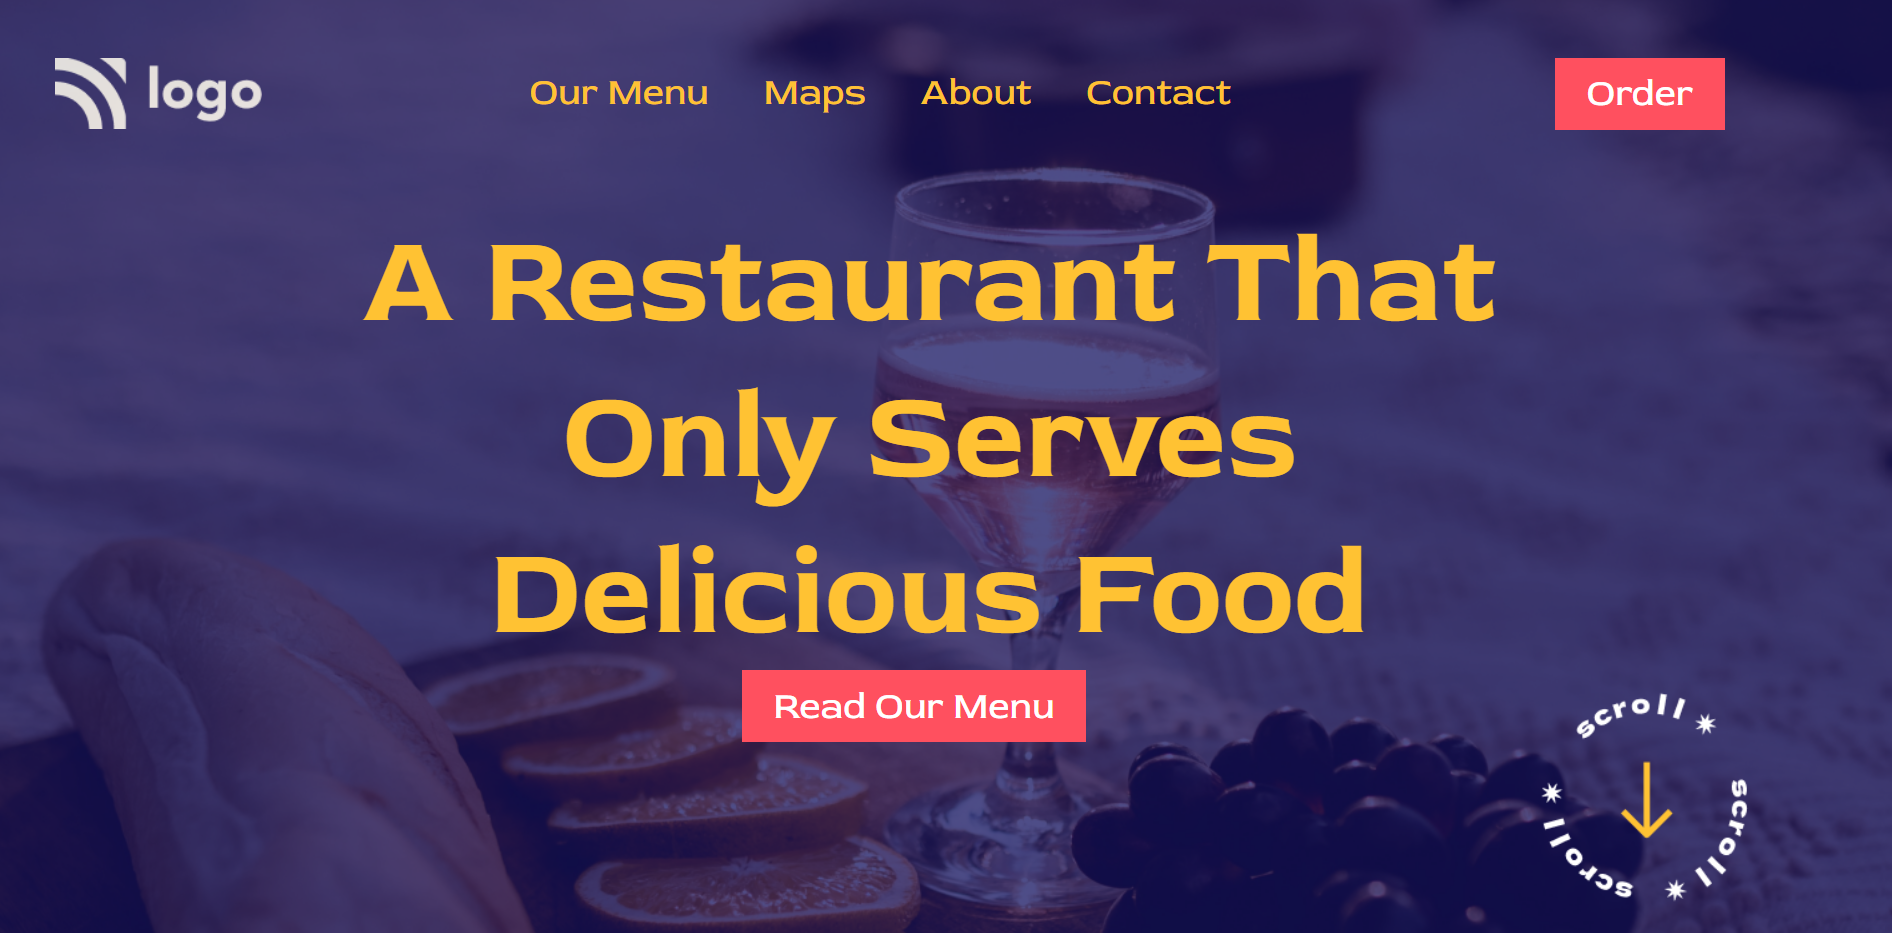 logo
Our Menu
Maps
About
Contact
Order
A Restaurant That
Only Serves
Delicious Food
Read Our Menu
scroll
scroll
scroll